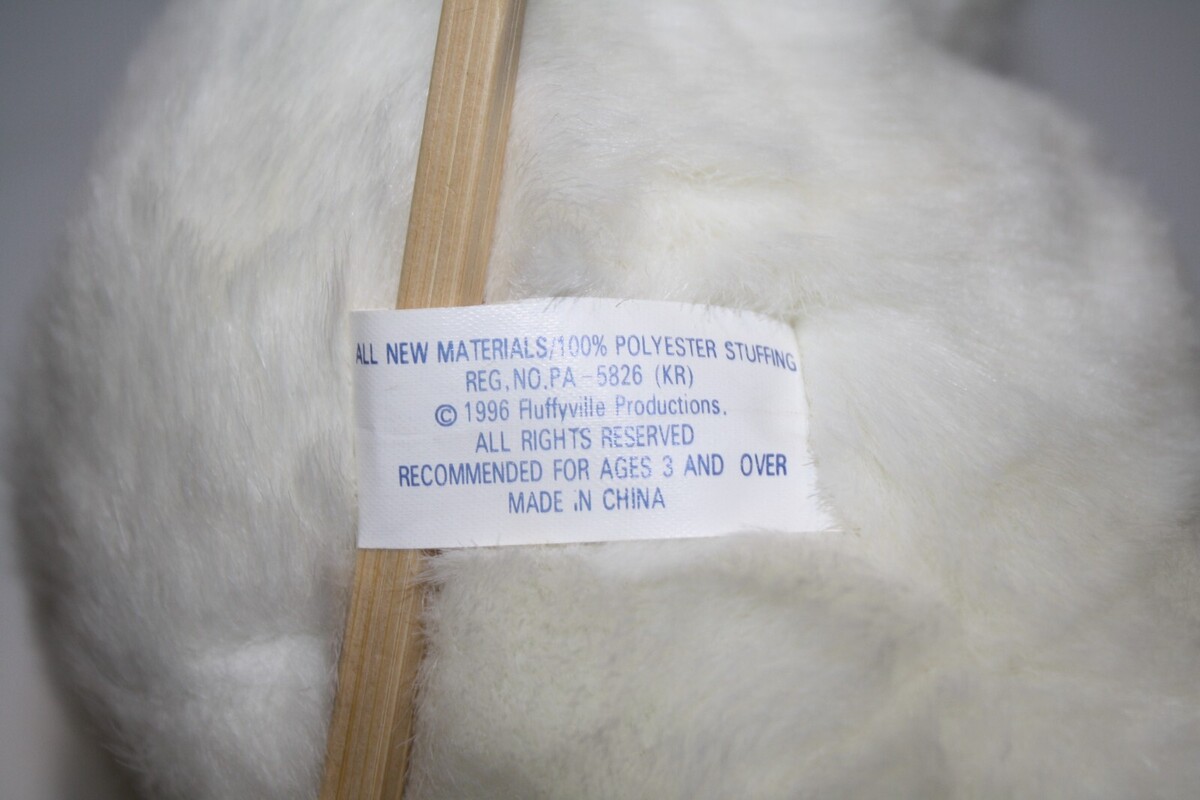 ALL NEW MATERIALS/100% POLYESTER STUFFING
REG. NO.PA-5826 (KR)
© 1996 Fluffyville Productions.
ALL RIGHTS RESERVED
RECOMMENDED FOR AGES 3 AND OVER
MADE IN CHINA